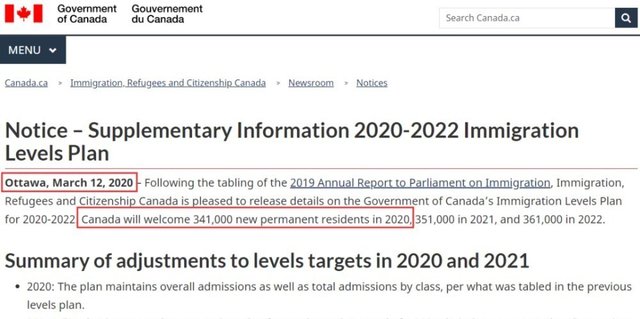 Government of Canada
Gouvernement du Canada
Search Canada.ca
MENU
Canada.ca > Immigration, Refugees and Citizenship Canada > Newsroom > Notices
Notice – Supplementary Information 2020-2022 Immigration
Levels Plan
Ottawa, March 12, 2020 - Following the tabling of the 2019 Annual Report to Parliament on Immigration, Immigration,
Refugees and Citizenship Canada is pleased to release details on the Government of Canada's Immigration Levels Plan
for 2020-2022. Canada will welcome 341,000 new permanent residents in 2020, 351,000 in 2021, and 361,000 in 2022.
Summary of adjustments to levels targets in 2020 and 2021
• 2020: The plan maintains overall admissions as well as total admissions by class, per what was tabled in the previous
levels plan.